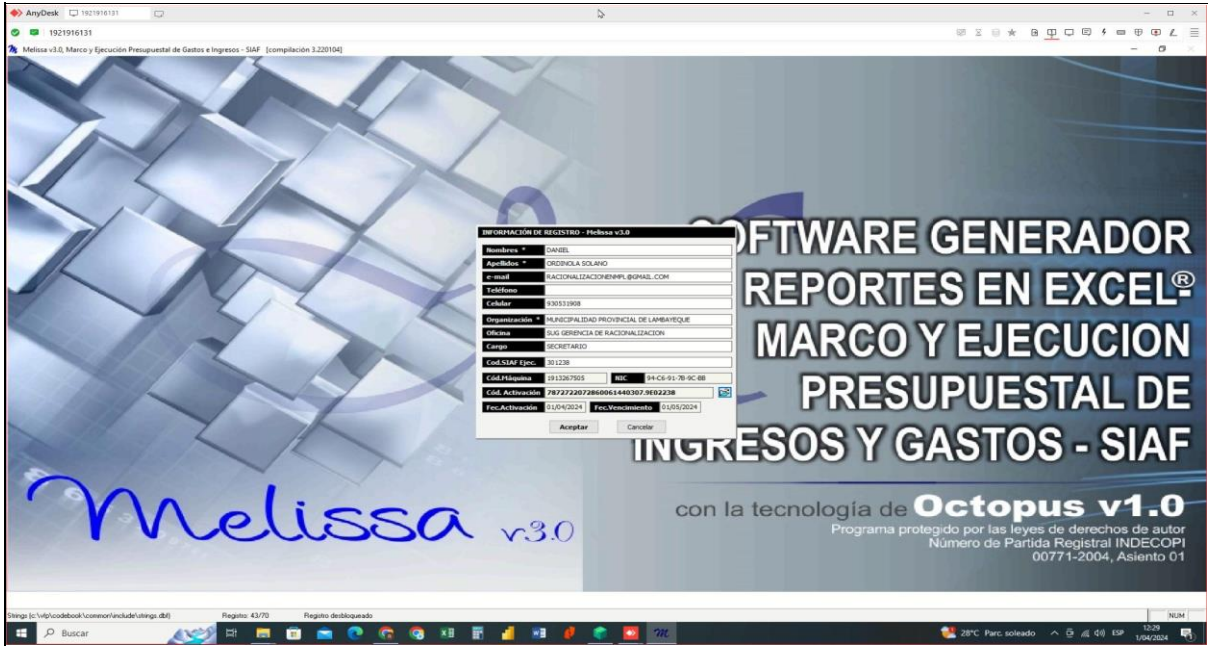 AnyDesk 1921916131
1921916131
Melissa v3.0, Marco y Ejecución Presupuestal de Gastos e Ingresos - SIAF [compilación 3.220104]
INFORMACIÓN DE REGISTRO - Melissa v3.0
Nombres * DANIEL
Apellidos * ORDINOLA SOLANO
e-mail RACIONALIZACIONENMPL@GMAIL.COM
Teléfono
Celular 930531908
Organización * MUNICIPALIDAD PROVINCIAL DE LAMBAYEQUE
Oficina SUG GERENCIA DE RACIONALIZACION
Cargo SECRETARIO
Cod.SIAF Ejec. 301238
Cód.Máquina 1913267505 NIC 94-C6-91-7B-9C-BB
Cód. Activación 7872722072860061440307.9E02238
Fec.Activación 01/04/2024 Fec.Vencimiento 01/05/2024
Aceptar Cancelar
SOFTWARE GENERADOR
REPORTES EN EXCEL®
MARCO Y EJECUCION
PRESUPUESTAL DE
INGRESOS Y GASTOS - SIAF
Melissa v3.0
con la tecnología de Octopus v1.0
Programa protegido por las leyes de derechos de autor
Número de Partida Registral INDECOPI
00771-2004, Asiento 01
Strings (c:\vfp\codebook\common\include\strings.dbf) Registro: 43/70 Registro desbloqueado NUM
Buscar 28°C Parc. soleado ESP 12:29
1/04/2024